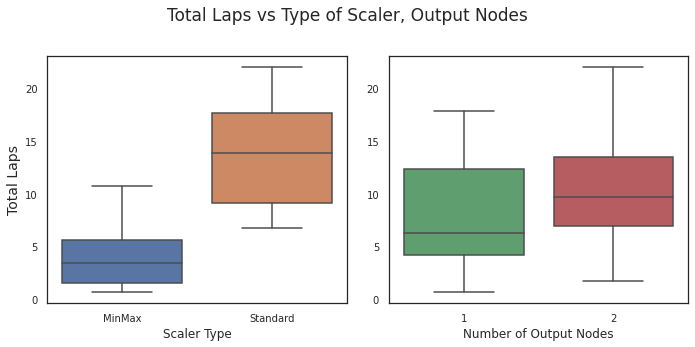 Total Laps vs Type of Scaler, Output Nodes
Total Laps
20
15
10
5
0
MinMax
Standard
Scaler Type
20
15
10
5
0
1
2
Number of Output Nodes